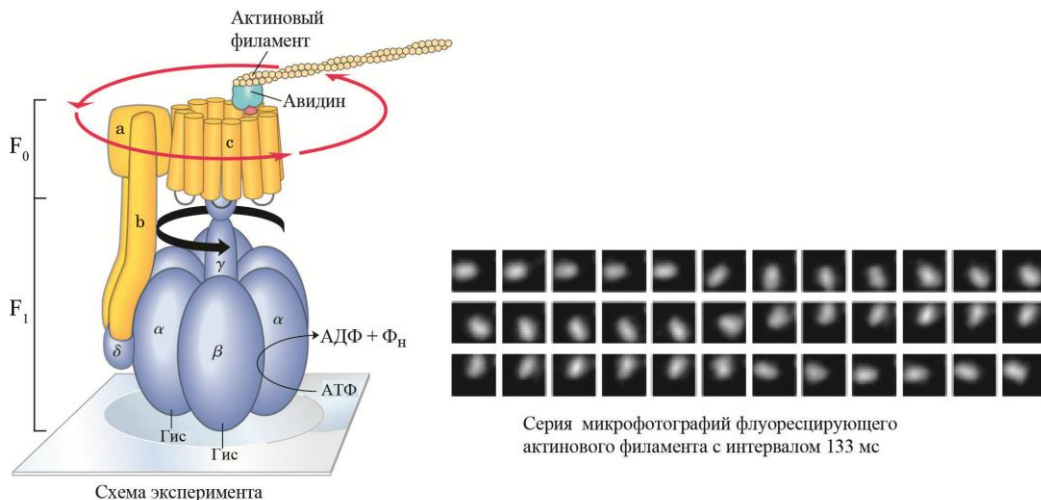 Актиновый
филамент
Авидин
F₀
a
c
b
F₁
γ
α
β
α
δ
АДФ + Фн
АТФ
Гис
Гис
Схема эксперимента
Серия микрофотографий флуоресцирующего
актинового филамента с интервалом 133 мс